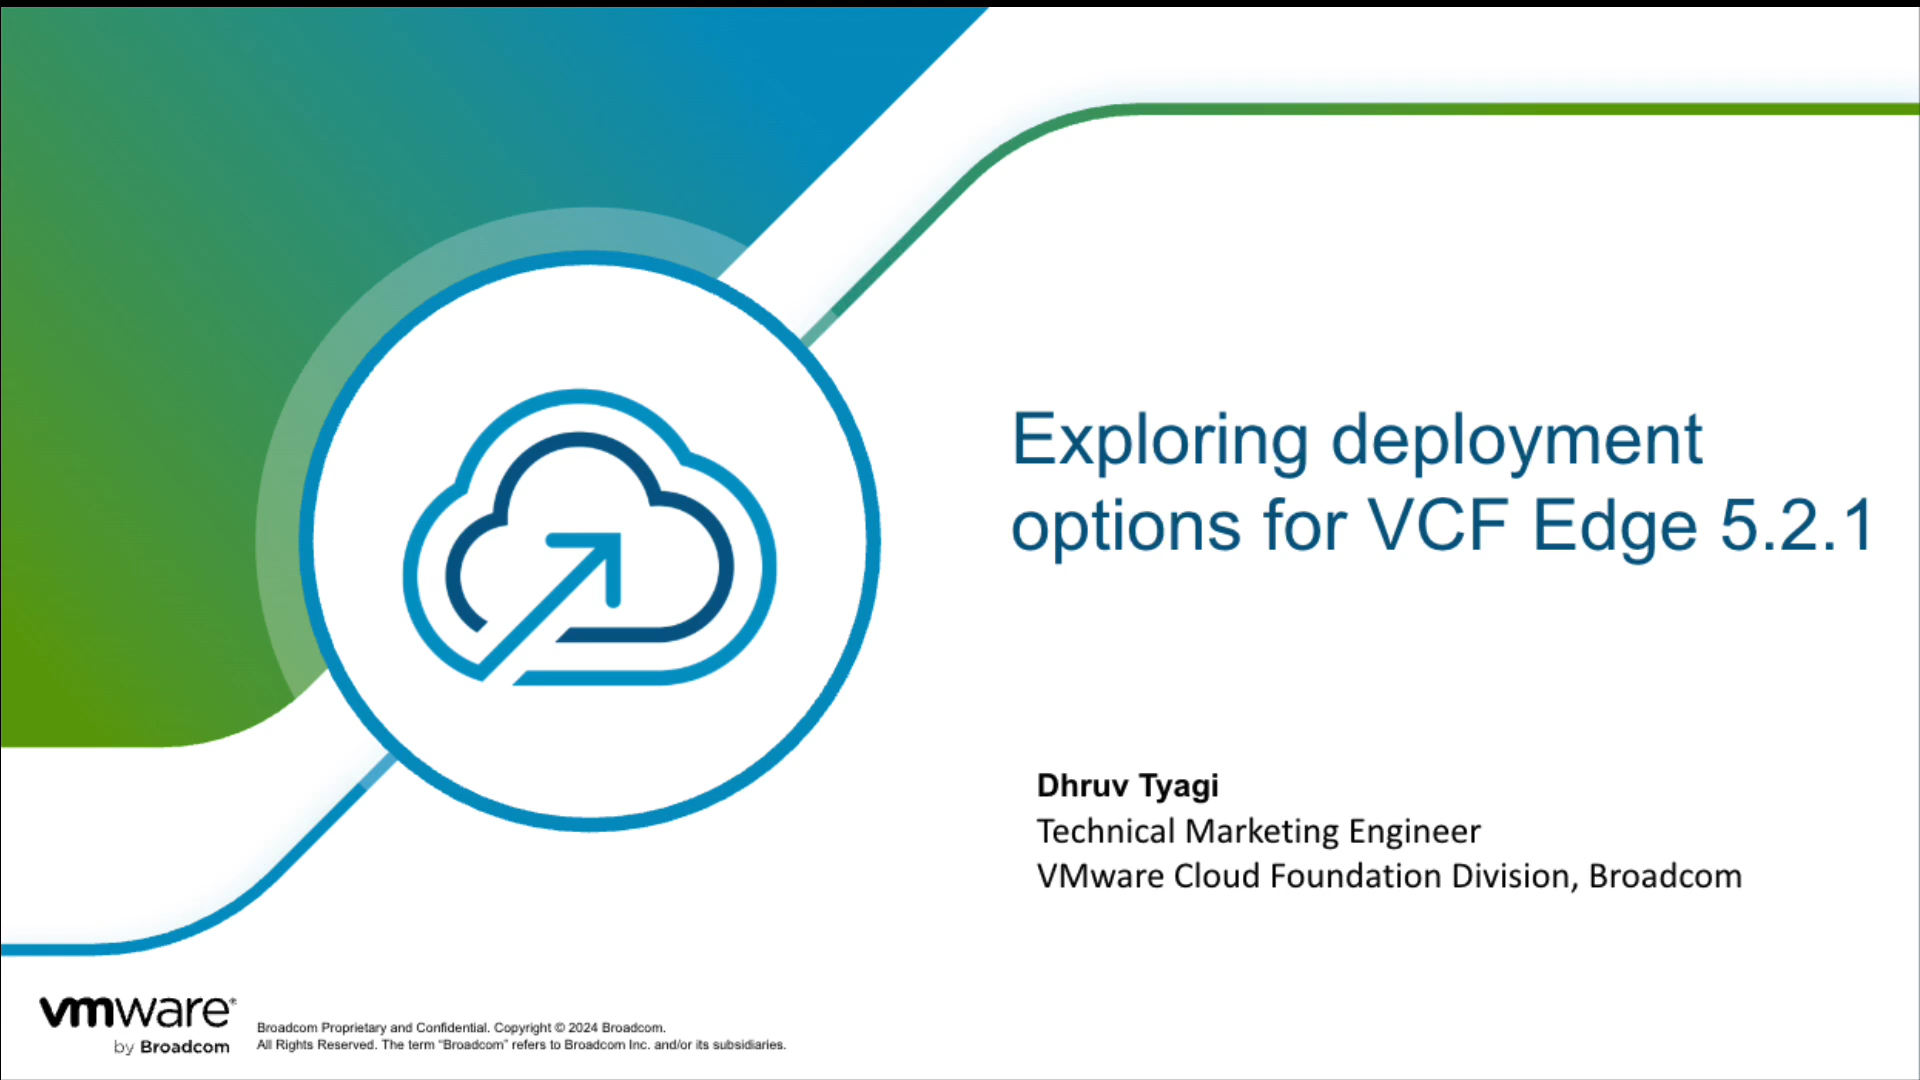 Exploring deployment
options for VCF Edge 5.2.1
Dhruv Tyagi
Technical Marketing Engineer
VMware Cloud Foundation Division, Broadcom
vmware®
by Broadcom
Broadcom Proprietary and Confidential. Copyright © 2024 Broadcom.
All Rights Reserved. The term “Broadcom” refers to Broadcom Inc. and/or its subsidiaries.